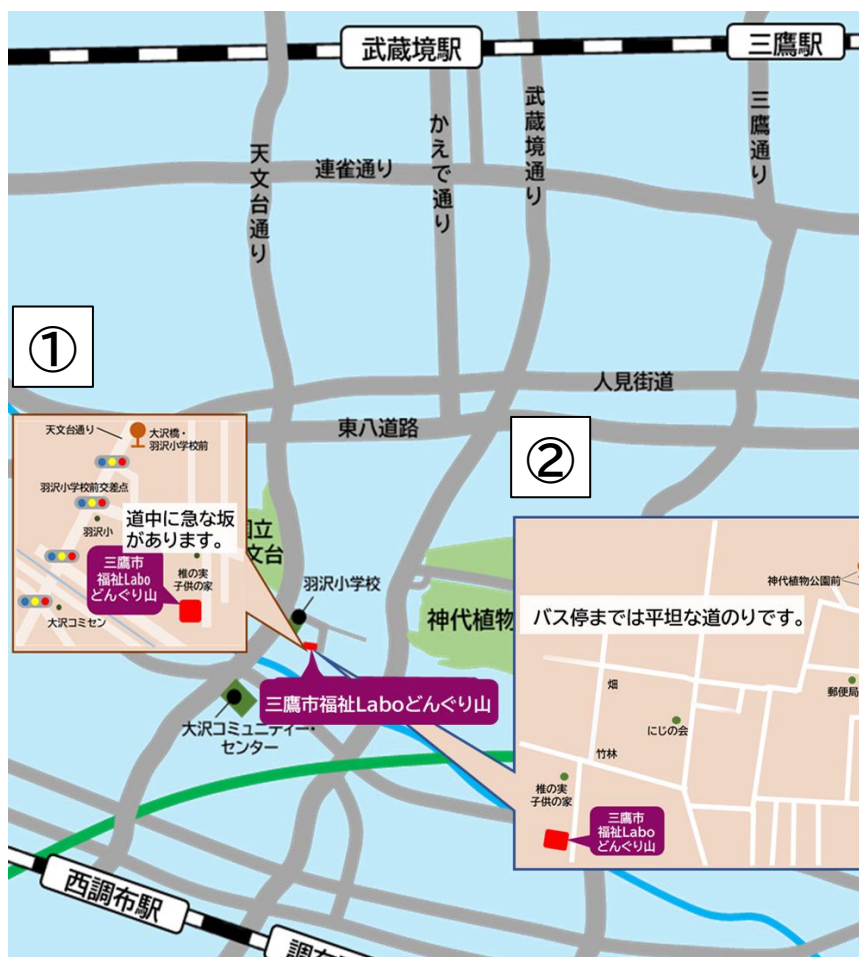 武蔵境駅
三鷹駅
天文台通り
連雀通り
かえで通り
武蔵境通り
三鷹通り
①
人見街道
東八道路
②
天文台通り
大沢橋・
羽沢小学校前
羽沢小学校前交差点
羽沢小
道中に急な坂
があります。
三鷹市
福祉Labo
どんぐり山
椎の実
子供の家
大沢コミセン
国立
文台
羽沢小学校
神代植物
三鷹市福祉Laboどんぐり山
大沢コミュニティー・
センター
神代植物公園前
バス停までは平坦な道のりです。
畑
郵便局
にじの会
竹林
椎の実
子供の家
三鷹市
福祉Labo
どんぐり山
西調布駅
調布